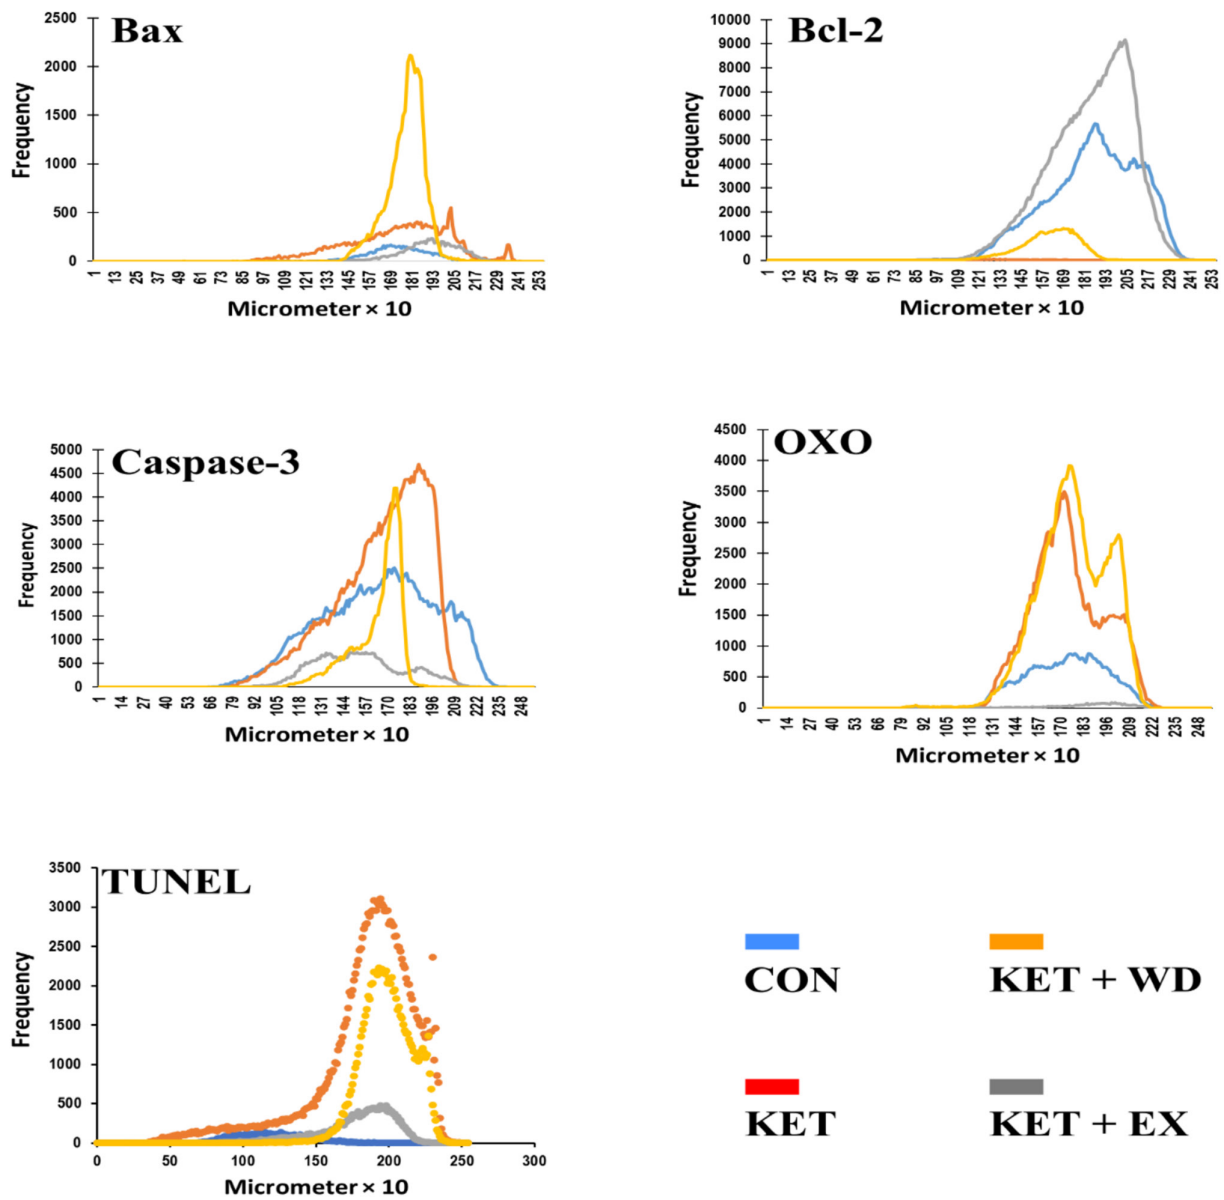 Bax
2500
2000
1500
1000
500
0
Frequency
1 13 25 37 49 61 73 85 97 109 121 133 145 157 169 181 193 205 217 229 241 253
Micrometer × 10
Bcl-2
10000
9000
8000
7000
6000
5000
4000
3000
2000
1000
0
Frequency
1 13 25 37 49 61 73 85 97 109 121 133 145 157 169 181 193 205 217 229 241 253
Micrometer × 10
Caspase-3
5000
4500
4000
3500
3000
2500
2000
1500
1000
500
0
Frequency
1 14 27 40 53 66 79 92 105 118 131 144 157 170 183 196 209 222 235 248
Micrometer × 10
OXO
4500
4000
3500
3000
2500
2000
1500
1000
500
0
Frequency
1 14 27 40 53 66 79 92 105 118 131 144 157 170 183 196 209 222 235 248
Micrometer × 10
TUNEL
3500
3000
2500
2000
1500
1000
500
0
Frequency
0 50 100 150 200 250 300
Micrometer × 10
CON
KET + WD
KET
KET + EX